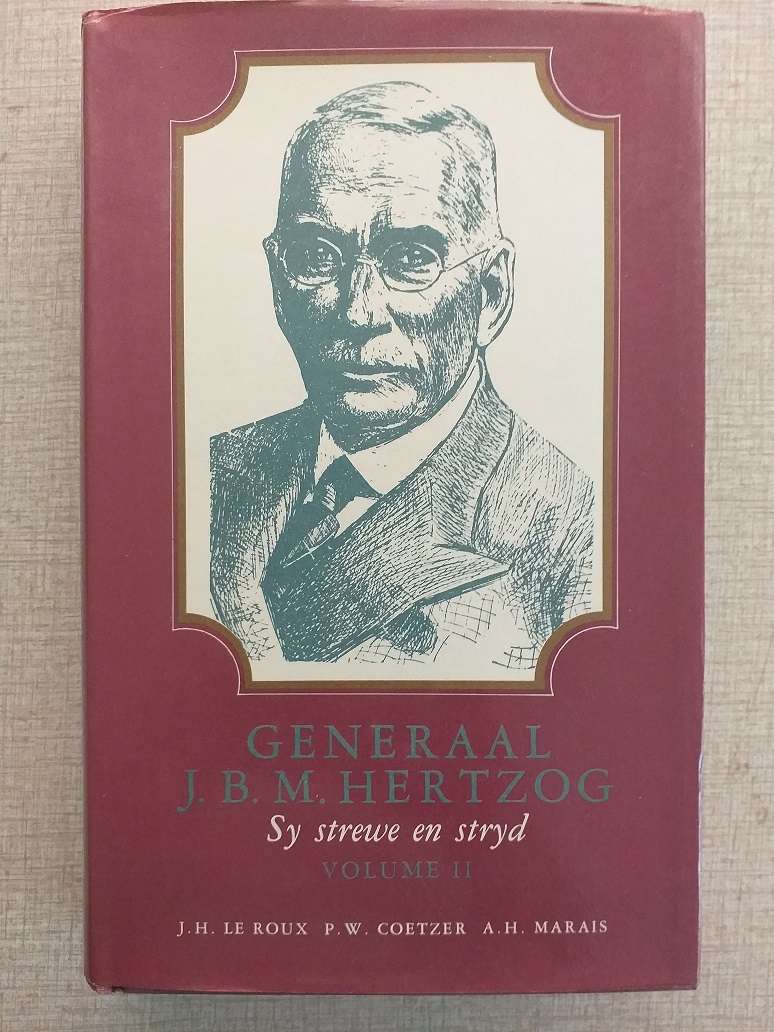 GENERAAL
J. B. M. HERTZOG
Sy strewe en stryd
VOLUME II
J.H. LE ROUX P.W. COETZER A.H. MARAIS